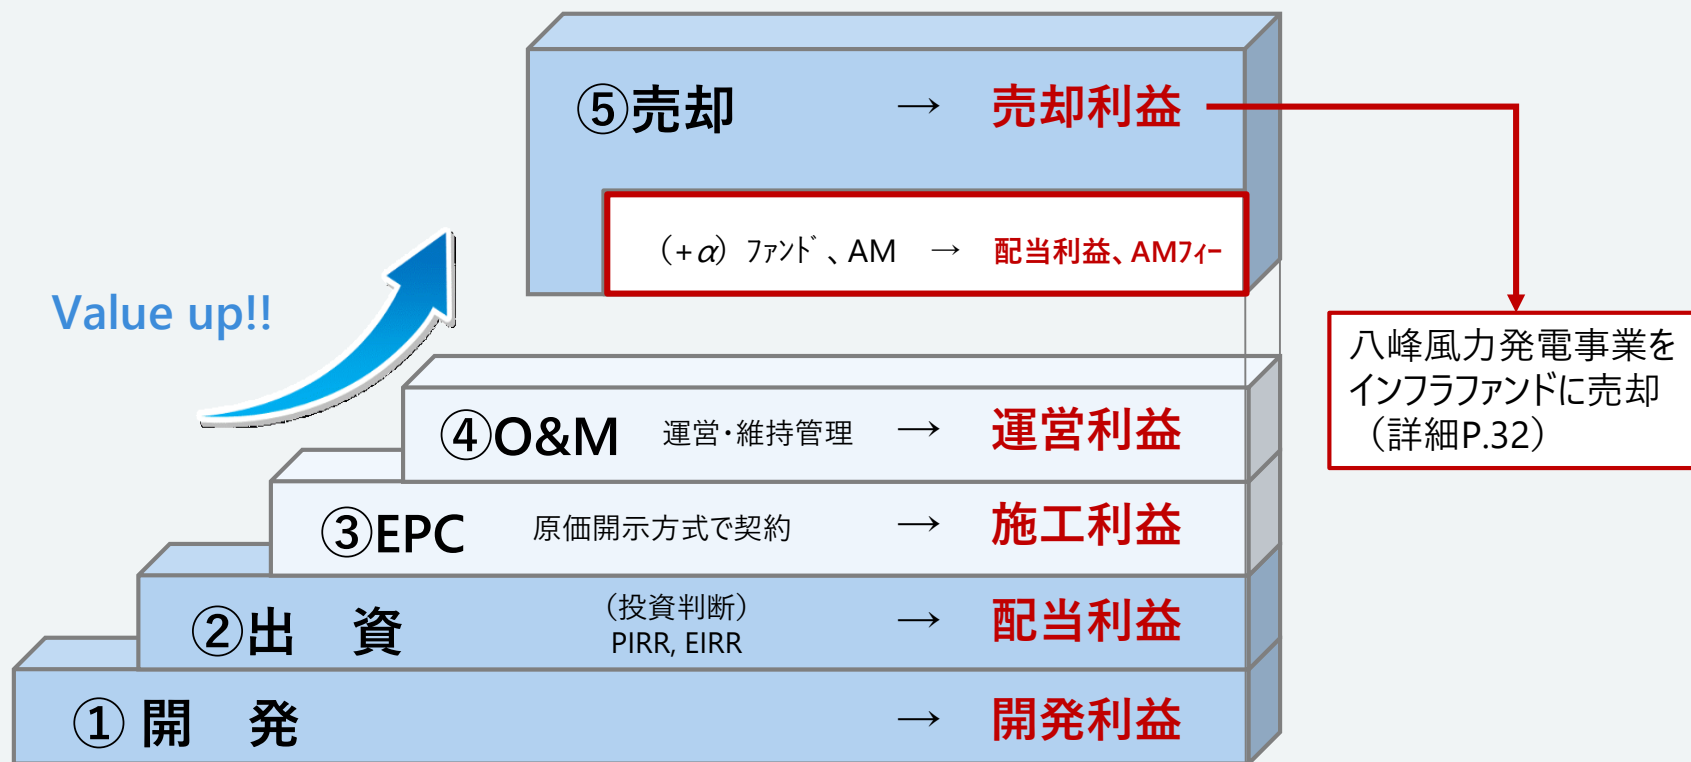 ⑤売却 → 売却利益
（+α）ファンド、AM → 配当利益、AMフィー
Value up!!
八峰風力発電事業を
インフラファンドに売却
（詳細P.32）
④O&M 運営・維持管理 → 運営利益
③EPC 原価開示方式で契約 → 施工利益
②出　資 （投資判断） → 配当利益
PIRR, EIRR
①開　発 → 開発利益